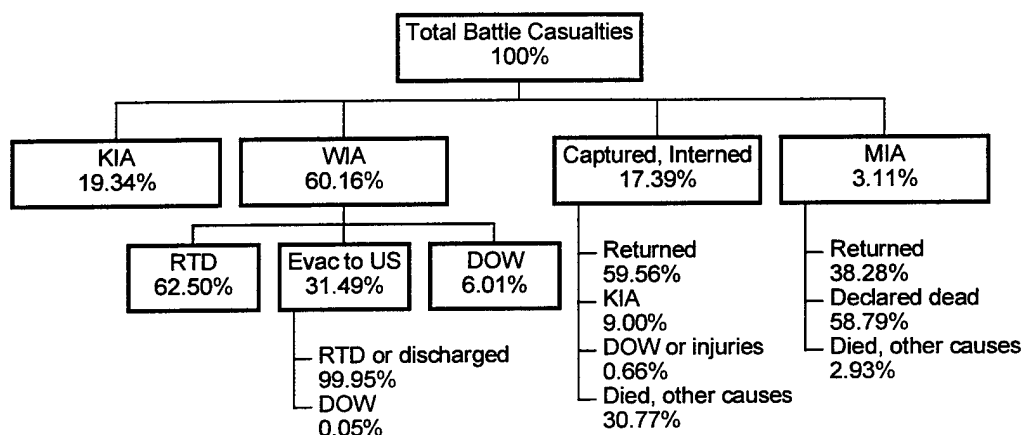 Total Battle Casualties
100%
KIA
19.34%
WIA
60.16%
Captured, Interned
17.39%
MIA
3.11%
RTD
62.50%
Evac to US
31.49%
DOW
6.01%
RTD or discharged
99.95%
DOW
0.05%
Returned
59.56%
KIA
9.00%
DOW or injuries
0.66%
Died, other causes
30.77%
Returned
38.28%
Declared dead
58.79%
Died, other causes
2.93%